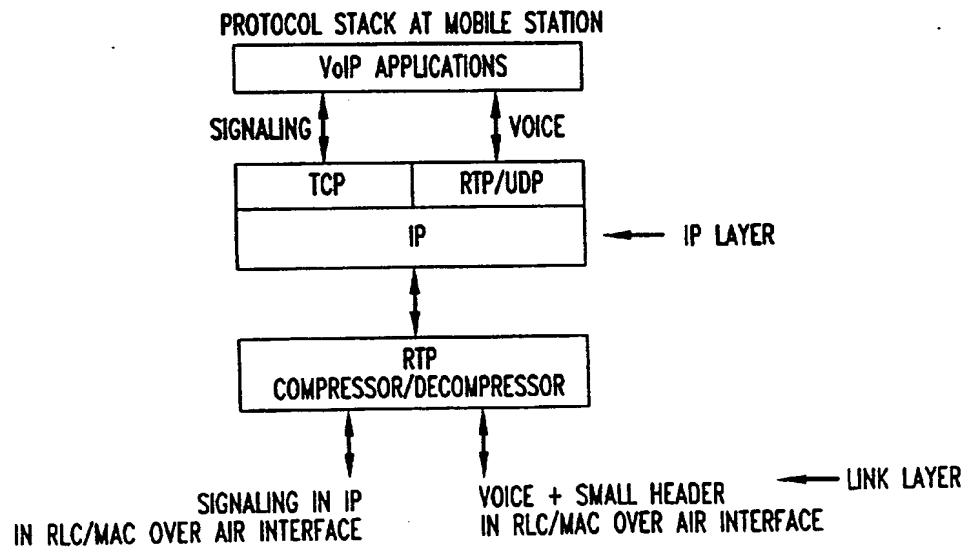 PROTOCOL STACK AT MOBILE STATION
VoIP APPLICATIONS
SIGNALING
VOICE
TCP
RTP/UDP
IP
IP LAYER
RTP
COMPRESSOR/DECOMPRESSOR
LINK LAYER
SIGNALING IN IP
IN RLC/MAC OVER AIR INTERFACE
VOICE + SMALL HEADER
IN RLC/MAC OVER AIR INTERFACE